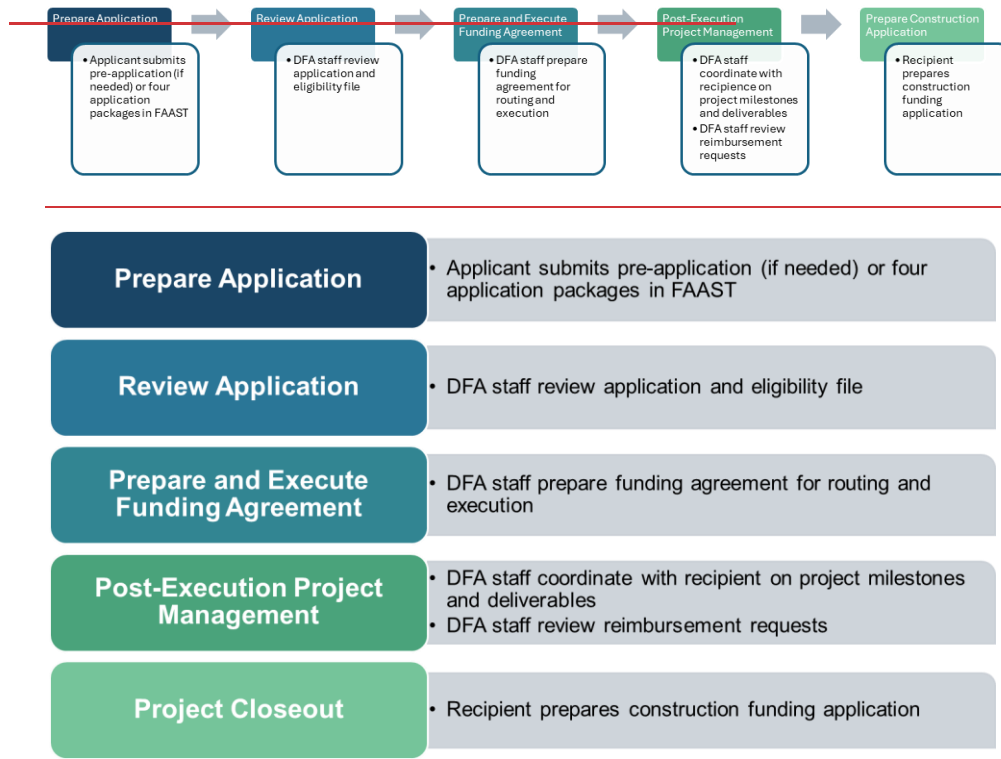 Prepare Application
• Applicant submits
pre-application (if
needed) or four
application
packages in FAAST
Review Application
• DFA staff review
application and
eligibility file
Prepare and Execute
Funding Agreement
• DFA staff prepare
funding
agreement for
routing and
execution
Post-Execution
Project Management
• DFA staff
coordinate with
recipience on
project milestones
and deliverables
• DFA staff review
reimbursement
requests
Prepare Construction
Application
• Recipient
prepares
construction
funding
application
Prepare Application
• Applicant submits pre-application (if needed) or four
application packages in FAAST
Review Application
• DFA staff review application and eligibility file
Prepare and Execute
Funding Agreement
• DFA staff prepare funding agreement for routing and
execution
Post-Execution Project
Management
• DFA staff coordinate with recipient on project milestones
and deliverables
• DFA staff review reimbursement requests
Project Closeout
• Recipient prepares construction funding application